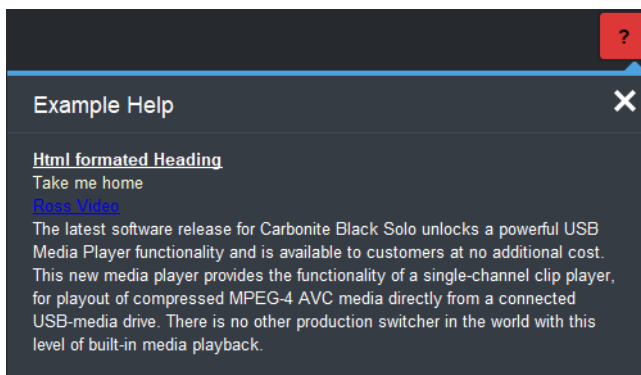 ?
Example Help
Html formated Heading
Take me home
Ross Video
The latest software release for Carbonite Black Solo unlocks a powerful USB
Media Player functionality and is available to customers at no additional cost.
This new media player provides the functionality of a single-channel clip player,
for playout of compressed MPEG-4 AVC media directly from a connected
USB-media drive. There is no other production switcher in the world with this
level of built-in media playback.